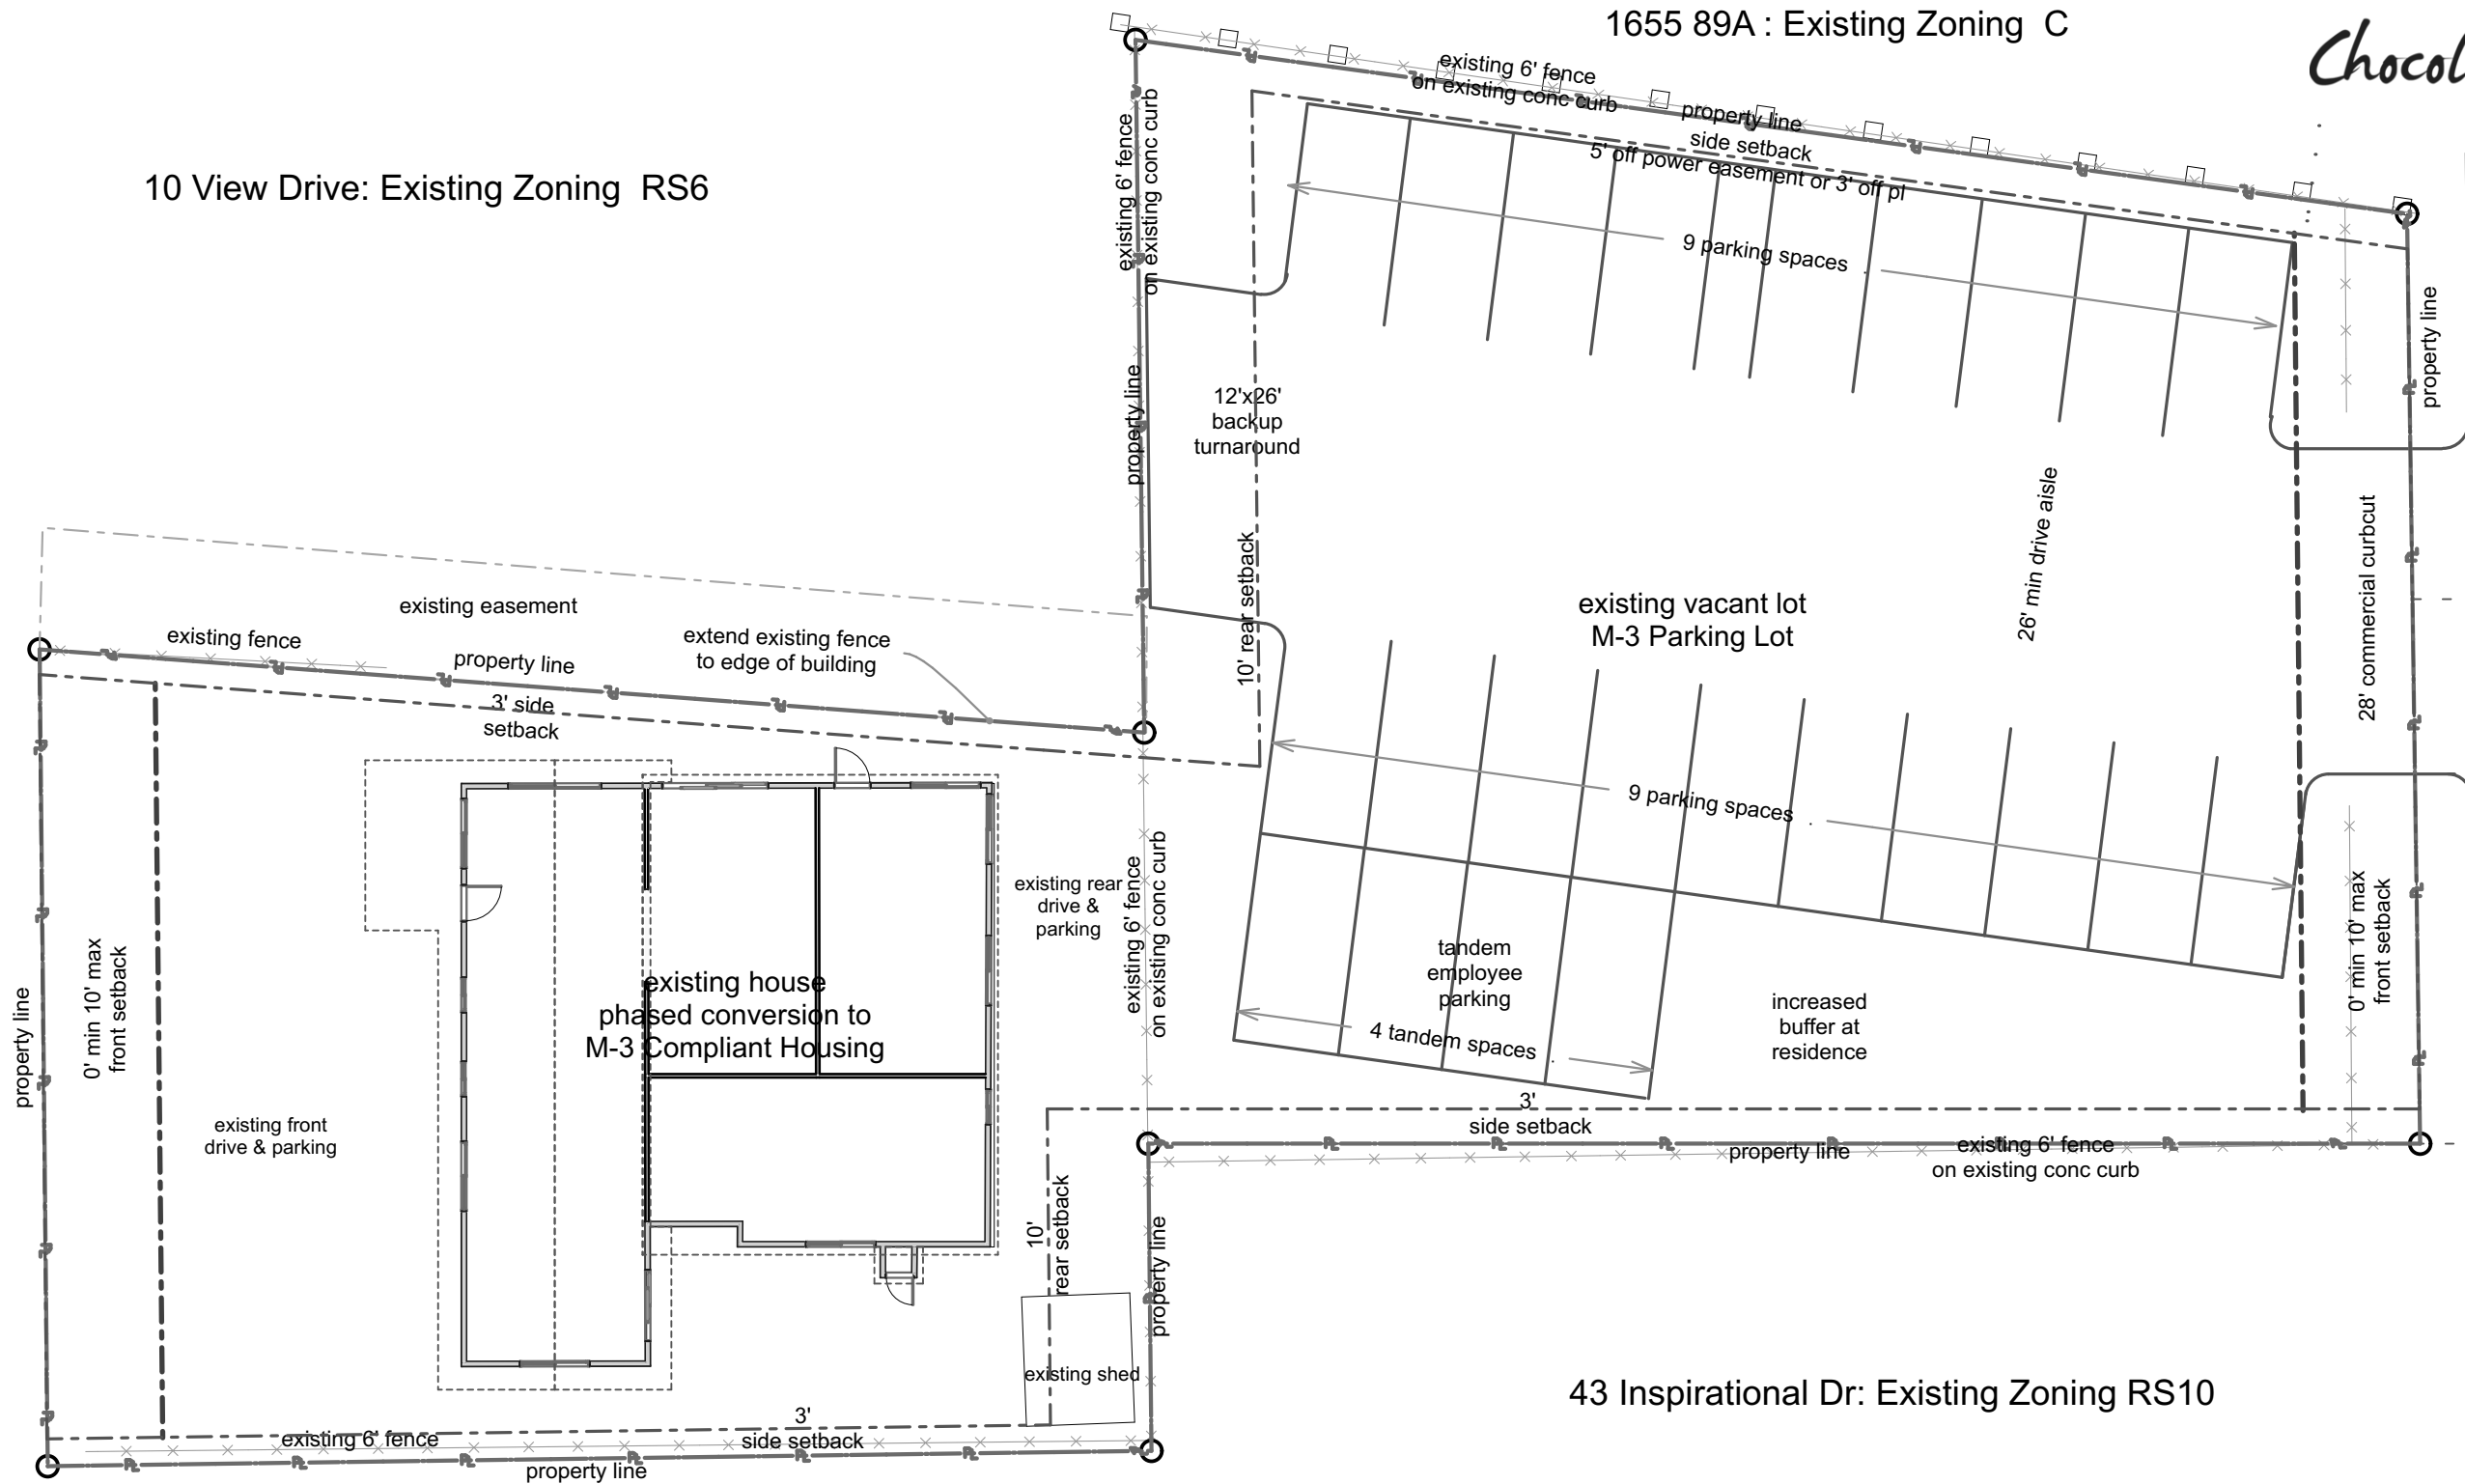 1655 89A : Existing Zoning  C
Chocol
10 View Drive: Existing Zoning  RS6
existing 6' fence
on existing conc curb
property line
side setback
5' off power easement or 3' off pl
existing 6' fence
on existing conc curb
9 parking spaces
property line
property line
12'x26'
backup
turnaround
26' min drive aisle
28' commercial curbcut
10' rear setback
existing vacant lot
M-3 Parking Lot
existing easement
existing fence
property line
extend existing fence
to edge of building
3' side
setback
9 parking spaces
existing rear
drive &
parking
existing 6' fence
on existing conc curb
0' min 10' max
front setback
property line
0' min 10' max
front setback
existing house
phased conversion to
M-3 Compliant Housing
tandem
employee
parking
4 tandem spaces
increased
buffer at
residence
existing front
drive & parking
3'
side setback
property line
existing 6' fence
on existing conc curb
10'
rear setback
property line
existing shed
43 Inspirational Dr: Existing Zoning RS10
existing 6' fence
3'
side setback
property line